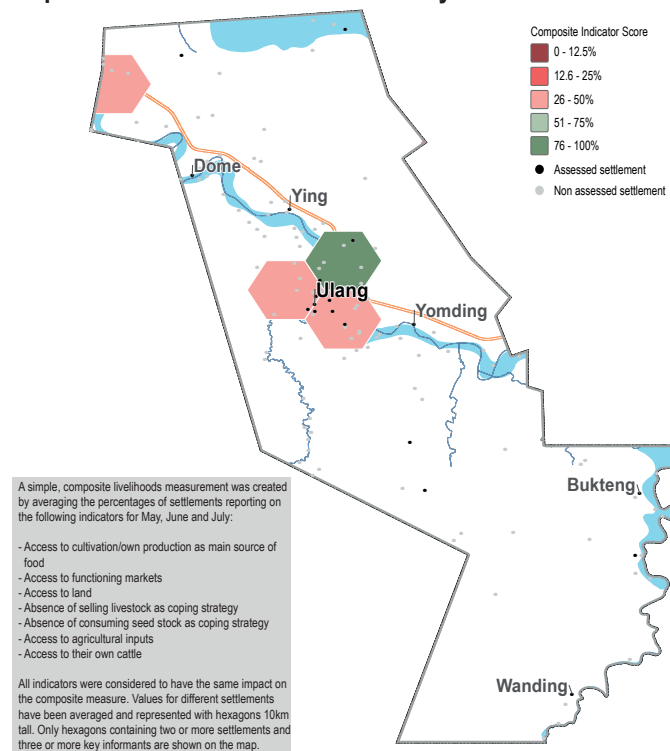 Composite Indicator Score
0 - 12.5%
12.6 - 25%
26 - 50%
51 - 75%
76 - 100%
Assessed settlement
Non assessed settlement
Dome
Ying
Ulang
Yomding
Bukteng
Wanding
A simple, composite livelihoods measurement was created
by averaging the percentages of settlements reporting on
the following indicators for May, June and July:
- Access to cultivation/own production as main source of
food
- Access to functioning markets
- Access to land
- Absence of selling livestock as coping strategy
- Absence of consuming seed stock as coping strategy
- Access to agricultural inputs
- Access to their own cattle
All indicators were considered to have the same impact on
the composite measure. Values for different settlements
have been averaged and represented with hexagons 10km
tall. Only hexagons containing two or more settlements and
three or more key informants are shown on the map.